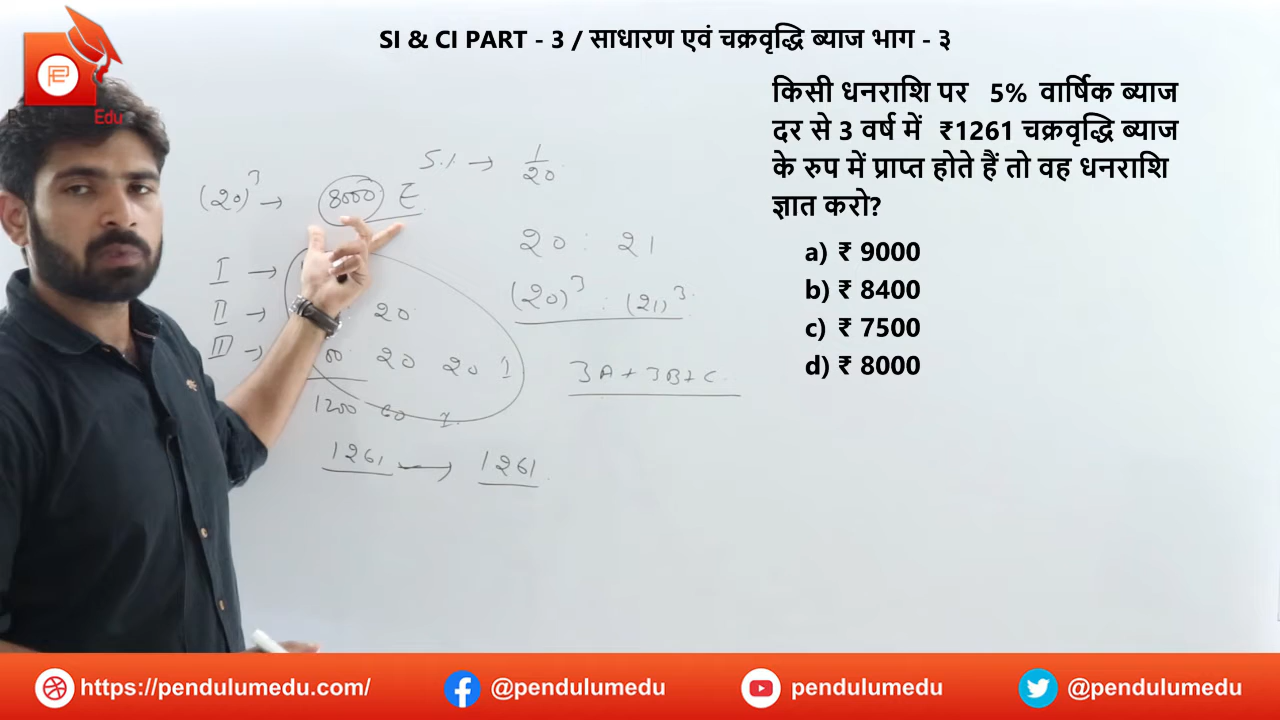 SI & CI PART - 3 / साधारण एवं चक्रवृद्धि ब्याज भाग - ३
Edu
किसी धनराशि पर 5% वार्षिक ब्याज
दर से 3 वर्ष में ₹1261 चक्रवृद्धि ब्याज
के रुप में प्राप्त होते हैं तो वह धनराशि
ज्ञात करो?
a) ₹ 9000
b) ₹ 8400
c) ₹ 7500
d) ₹ 8000
5% → 1/20
(20)³ → 8000
20 : 21
(20)³ : (21)³
I →
II → 20
III → 20 20 1
3A + 3B + C
1200 60 1
1261 → 1261
https://pendulumedu.com/
@pendulumedu
pendulumedu
@pendulumedu